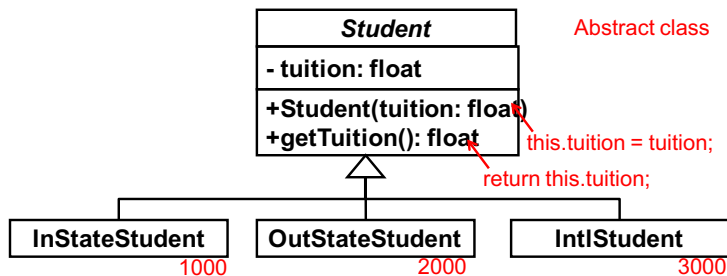 Student
Abstract class
- tuition: float
+Student(tuition: float)
+getTuition(): float
this.tuition = tuition;
return this.tuition;
InStateStudent
OutStateStudent
IntlStudent
1000
2000
3000